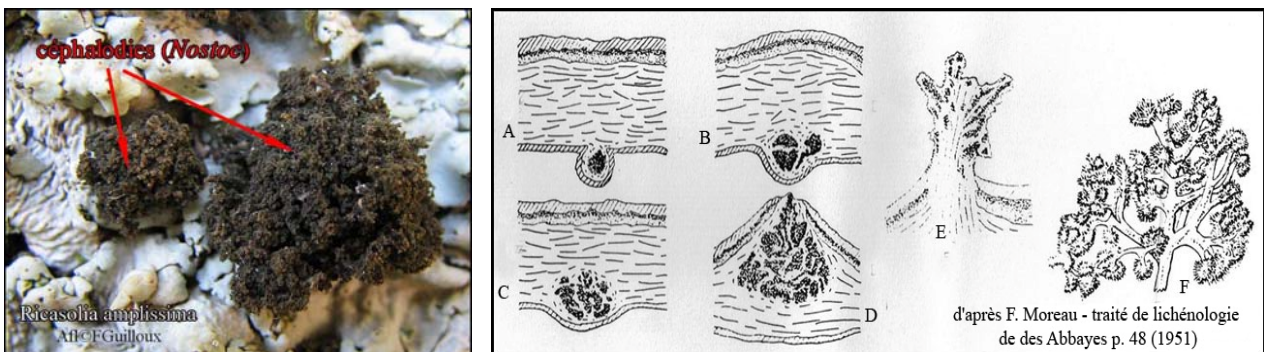 céphalodies (Nostoc)
Ricasolia amplissima
Afl©FGuilloux
A
B
C
D
E
F
d'après F. Moreau - traité de lichénologie
de des Abbayes p. 48 (1951)